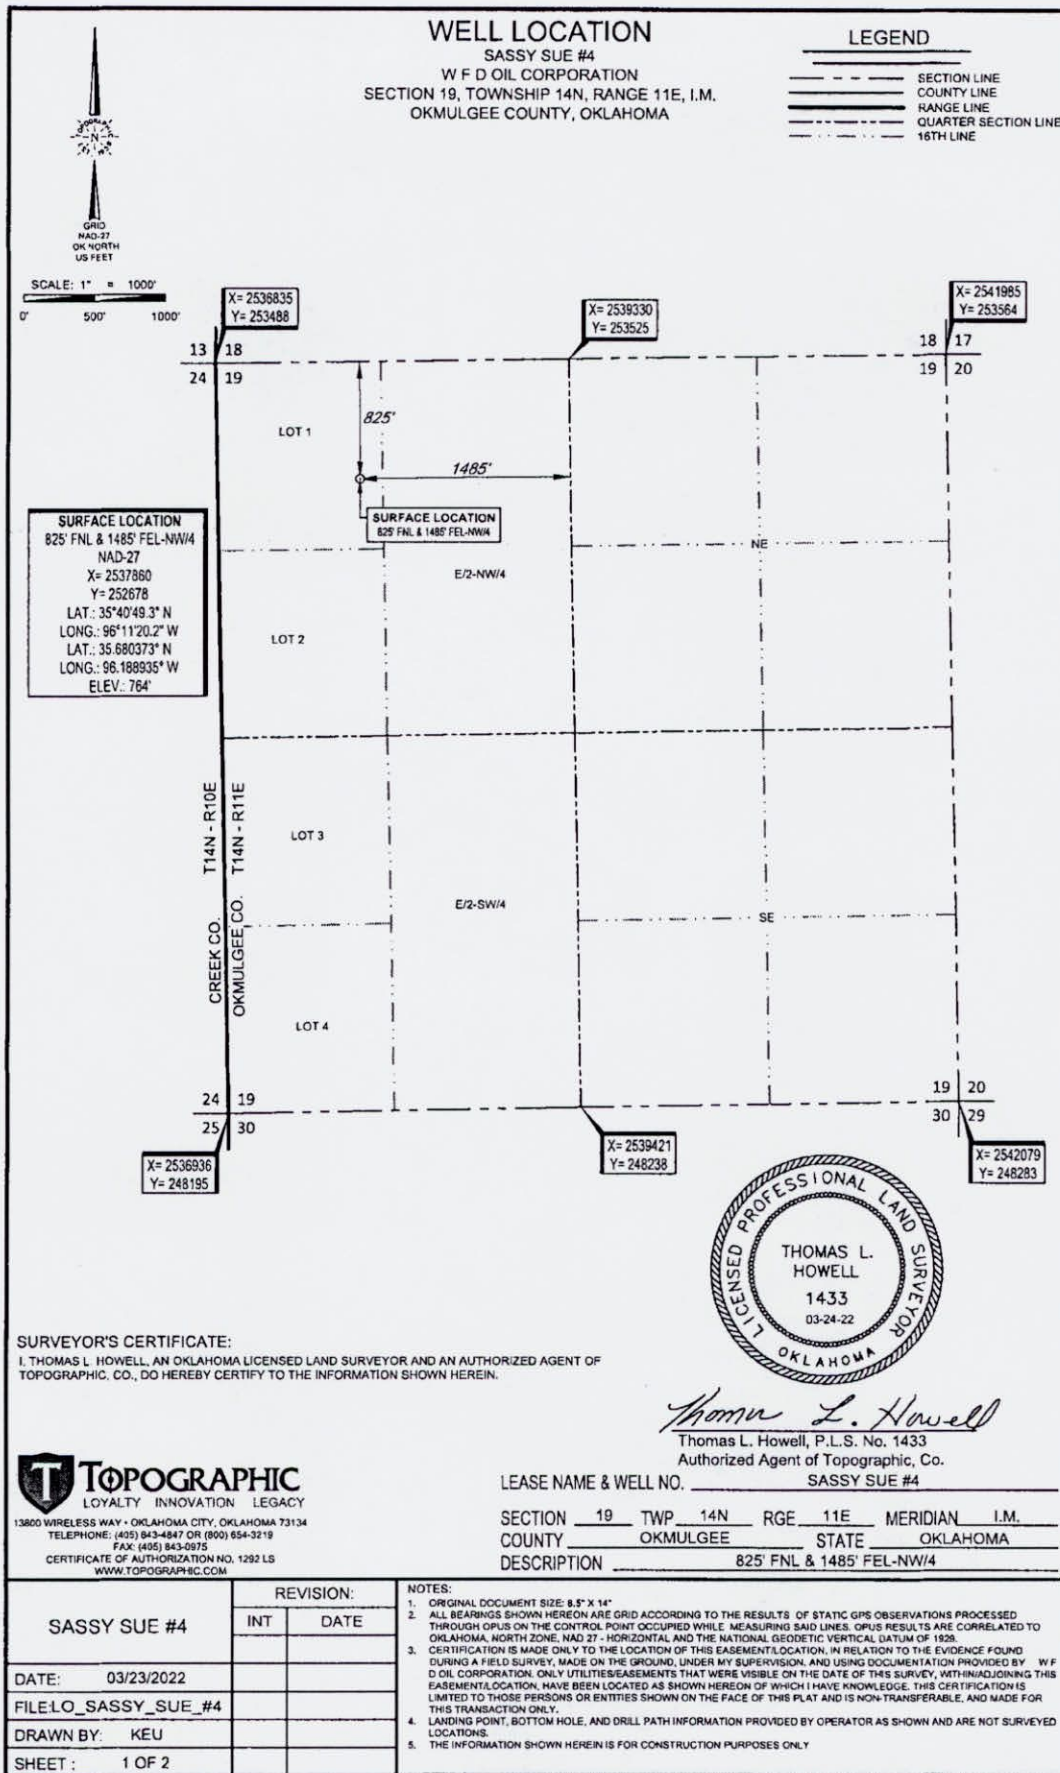 WELL LOCATION
SASSY SUE #4
W F D OIL CORPORATION
SECTION 19, TOWNSHIP 14N, RANGE 11E, I.M.
OKMULGEE COUNTY, OKLAHOMA
LEGEND
SECTION LINE
COUNTY LINE
RANGE LINE
QUARTER SECTION LINE
16TH LINE
N
GRID
NAD-27
OK NORTH
US FEET
SCALE: 1" = 1000'
0' 500' 1000'
X= 2536835
Y= 253488
X= 2539330
Y= 253525
X= 2541985
Y= 253564
13 18
24 19
18 17
19 20
825'
LOT 1
1485'
SURFACE LOCATION
825' FNL & 1485' FEL-NW/4
SURFACE LOCATION
825' FNL & 1485' FEL-NW/4
NAD-27
X= 2537860
Y= 252678
LAT.: 35°40'49.3" N
LONG.: 96°11'20.2" W
LAT.: 35.680373° N
LONG.: 96.188935° W
ELEV.: 764'
NE
E/2-NW/4
LOT 2
CREEK CO. T14N - R10E
OKMULGEE CO. T14N - R11E
LOT 3
E/2-SW/4
SE
LOT 4
24 19
25 30
19 20
30 29
X= 2536936
Y= 248195
X= 2539421
Y= 248238
X= 2542079
Y= 248283
LICENSED PROFESSIONAL LAND SURVEYOR
THOMAS L.
HOWELL
1433
03-24-22
OKLAHOMA
SURVEYOR'S CERTIFICATE:
I, THOMAS L. HOWELL, AN OKLAHOMA LICENSED LAND SURVEYOR AND AN AUTHORIZED AGENT OF
TOPOGRAPHIC, CO., DO HEREBY CERTIFY TO THE INFORMATION SHOWN HEREIN.
Thomas L. Howell
Thomas L. Howell, P.L.S. No. 1433
Authorized Agent of Topographic, Co.
T TOPOGRAPHIC
LOYALTY INNOVATION LEGACY
13800 WIRELESS WAY • OKLAHOMA CITY, OKLAHOMA 73134
TELEPHONE: (405) 843-4847 OR (800) 654-3219
FAX: (405) 843-0975
CERTIFICATE OF AUTHORIZATION NO. 1292 LS
WWW.TOPOGRAPHIC.COM
LEASE NAME & WELL NO. SASSY SUE #4
SECTION 19 TWP 14N RGE 11E MERIDIAN I.M.
COUNTY OKMULGEE STATE OKLAHOMA
DESCRIPTION 825' FNL & 1485' FEL-NW/4
SASSY SUE #4
REVISION:
INT DATE
DATE: 03/23/2022
FILE:LO_SASSY_SUE_#4
DRAWN BY: KEU
SHEET : 1 OF 2
NOTES:
1. ORIGINAL DOCUMENT SIZE: 8.5" X 14"
2. ALL BEARINGS SHOWN HEREON ARE GRID ACCORDING TO THE RESULTS OF STATIC GPS OBSERVATIONS PROCESSED
THROUGH OPUS ON THE CONTROL POINT OCCUPIED WHILE MEASURING SAID LINES. OPUS RESULTS ARE CORRELATED TO
OKLAHOMA, NORTH ZONE, NAD 27 - HORIZONTAL AND THE NATIONAL GEODETIC VERTICAL DATUM OF 1929.
3. CERTIFICATION IS MADE ONLY TO THE LOCATION OF THIS EASEMENT/LOCATION, IN RELATION TO THE EVIDENCE FOUND
DURING A FIELD SURVEY, MADE ON THE GROUND, UNDER MY SUPERVISION, AND USING DOCUMENTATION PROVIDED BY W F
D OIL CORPORATION. ONLY UTILITIES/EASEMENTS THAT WERE VISIBLE ON THE DATE OF THIS SURVEY, WITHIN/ADJOINING THIS
EASEMENT/LOCATION, HAVE BEEN LOCATED AS SHOWN HEREON OF WHICH I HAVE KNOWLEDGE. THIS CERTIFICATION IS
LIMITED TO THOSE PERSONS OR ENTITIES SHOWN ON THE FACE OF THIS PLAT AND IS NON-TRANSFERABLE, AND MADE FOR
THIS TRANSACTION ONLY.
4. LANDING POINT, BOTTOM HOLE, AND DRILL PATH INFORMATION PROVIDED BY OPERATOR AS SHOWN AND ARE NOT SURVEYED
LOCATIONS.
5. THE INFORMATION SHOWN HEREIN IS FOR CONSTRUCTION PURPOSES ONLY